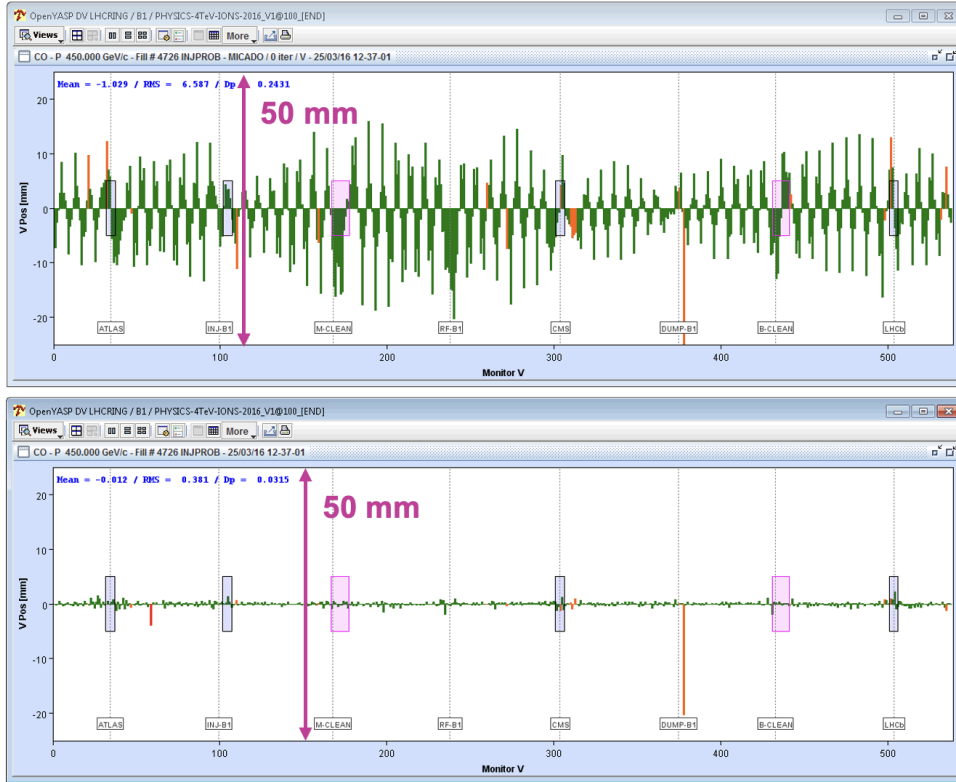 OpenYASP DV LHCRING / B1 / PHYSICS-4TeV-IONS-2016_V1@100_[END]
Views More
CO - P 450.000 GeV/c - Fill # 4726 INJPROB - MICADO / 0 iter / V - 25/03/16 12-37-01
Mean = -1.029 / RMS = 6.587 / Dp = 0.2431
50 mm
20
10
0
-10
-20
V Pos [mm]
ATLAS INJ-B1 M-CLEAN RF-B1 CMS DUMP-B1 B-CLEAN LHCb
0 100 200 300 400 500
Monitor V
OpenYASP DV LHCRING / B1 / PHYSICS-4TeV-IONS-2016_V1@100_[END]
Views More
CO - P 450.000 GeV/c - Fill # 4726 INJPROB - 25/03/16 12-37-01
Mean = -0.012 / RMS = 0.381 / Dp = 0.0315
50 mm
20
10
0
-10
-20
V Pos [mm]
ATLAS INJ-B1 M-CLEAN RF-B1 CMS DUMP-B1 B-CLEAN LHCb
0 100 200 300 400 500
Monitor V